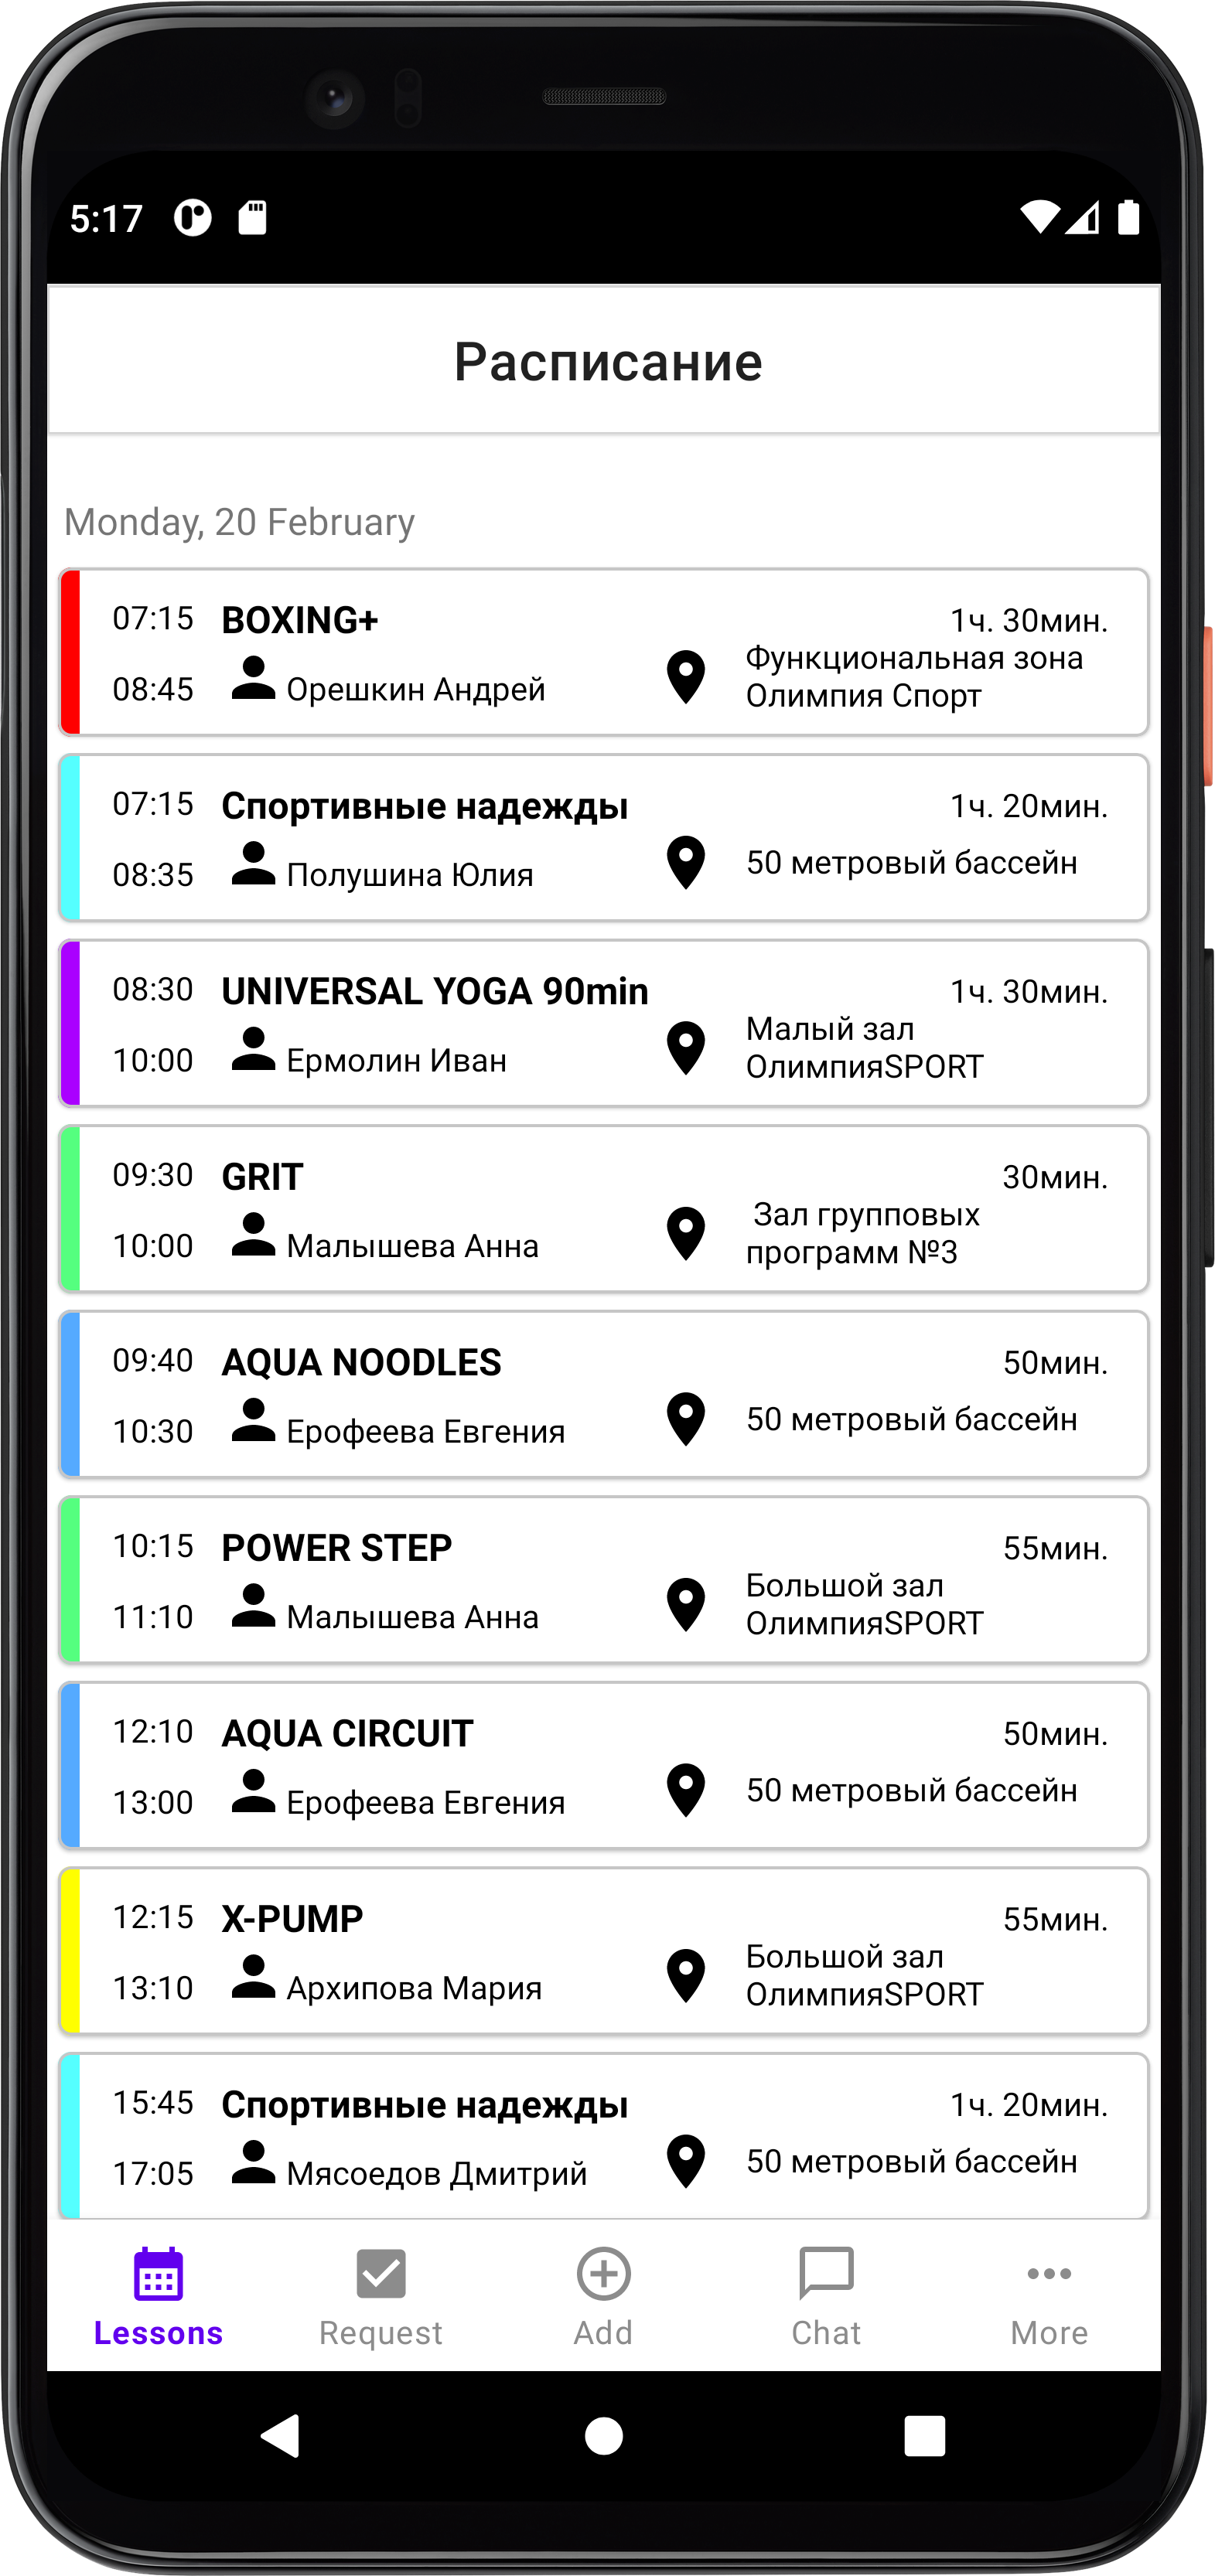 5:17
Расписание
Monday, 20 February
07:15 BOXING+ 1ч. 30мин.
08:45 Орешкин Андрей Функциональная зона
Олимпия Спорт
07:15 Спортивные надежды 1ч. 20мин.
08:35 Полушина Юлия 50 метровый бассейн
08:30 UNIVERSAL YOGA 90min 1ч. 30мин.
10:00 Ермолин Иван Малый зал
ОлимпияSPORT
09:30 GRIT 30мин.
10:00 Малышева Анна Зал групповых
программ №3
09:40 AQUA NOODLES 50мин.
10:30 Ерофеева Евгения 50 метровый бассейн
10:15 POWER STEP 55мин.
11:10 Малышева Анна Большой зал
ОлимпияSPORT
12:10 AQUA CIRCUIT 50мин.
13:00 Ерофеева Евгения 50 метровый бассейн
12:15 X-PUMP 55мин.
13:10 Архипова Мария Большой зал
ОлимпияSPORT
15:45 Спортивные надежды 1ч. 20мин.
17:05 Мясоедов Дмитрий 50 метровый бассейн
Lessons Request Add Chat More